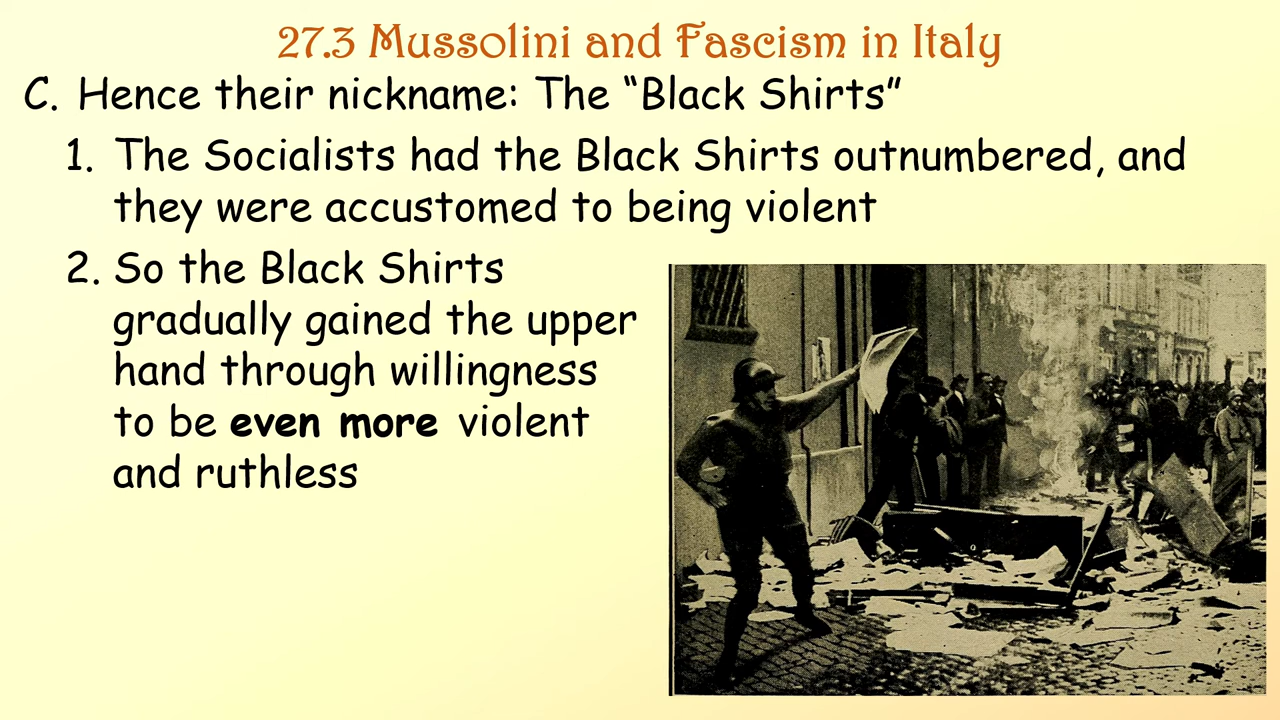 27.3 Mussolini and Fascism in Italy
C. Hence their nickname: The “Black Shirts”
1. The Socialists had the Black Shirts outnumbered, and
they were accustomed to being violent
2. So the Black Shirts
gradually gained the upper
hand through willingness
to be even more violent
and ruthless